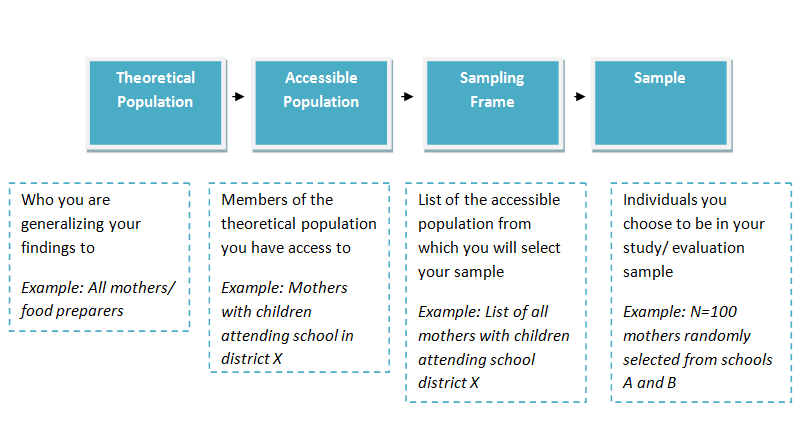 Theoretical
Population
Accessible
Population
Sampling
Frame
Sample
Who you are
generalizing your
findings to
Example: All mothers/
food preparers
Members of the
theoretical population
you have access to
Example: Mothers
with children
attending school in
district X
List of the accessible
population from
which you will select
your sample
Example: List of all
mothers with children
attending school
district X
Individuals you
choose to be in your
study/ evaluation
sample
Example: N=100
mothers randomly
selected from schools
A and B